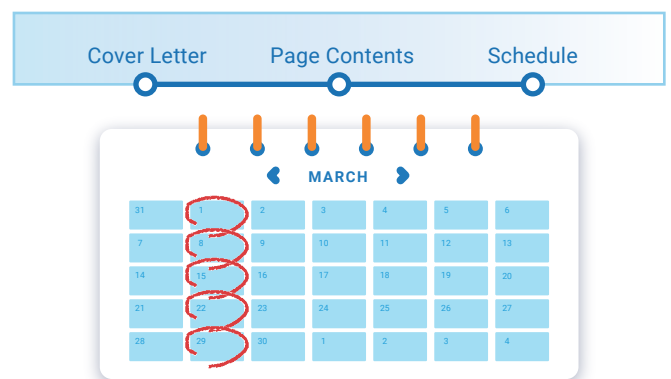 Cover Letter Page Contents Schedule
MARCH
31 1 2 3 4 5 6
7 8 9 10 11 12 13
14 15 16 17 18 19 20
21 22 23 24 25 26 27
28 29 30 1 2 3 4